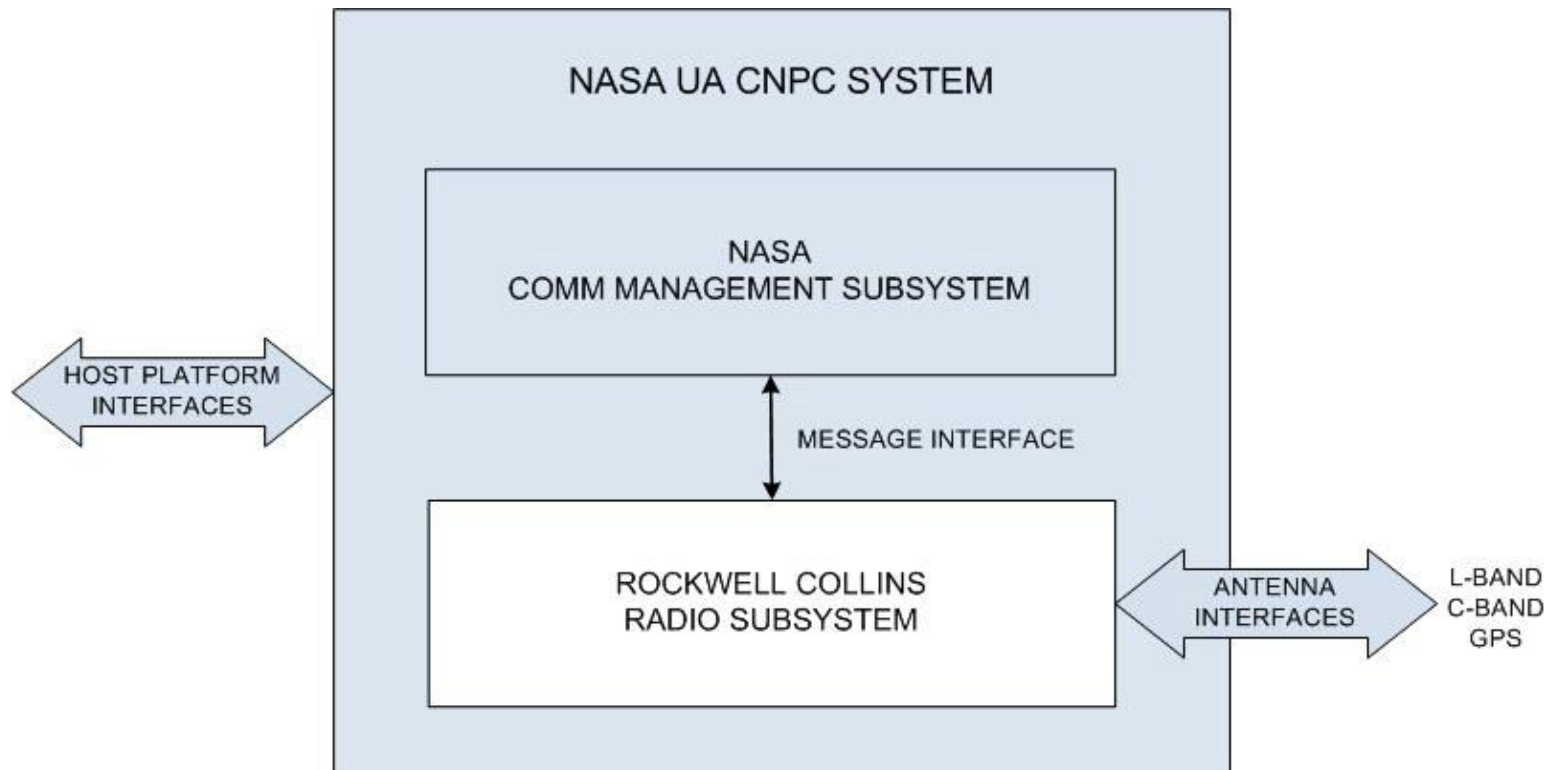 NASA UA CNPC SYSTEM
NASA
COMM MANAGEMENT SUBSYSTEM
HOST PLATFORM
INTERFACES
MESSAGE INTERFACE
ROCKWELL COLLINS
RADIO SUBSYSTEM
ANTENNA
INTERFACES
L-BAND
C-BAND
GPS